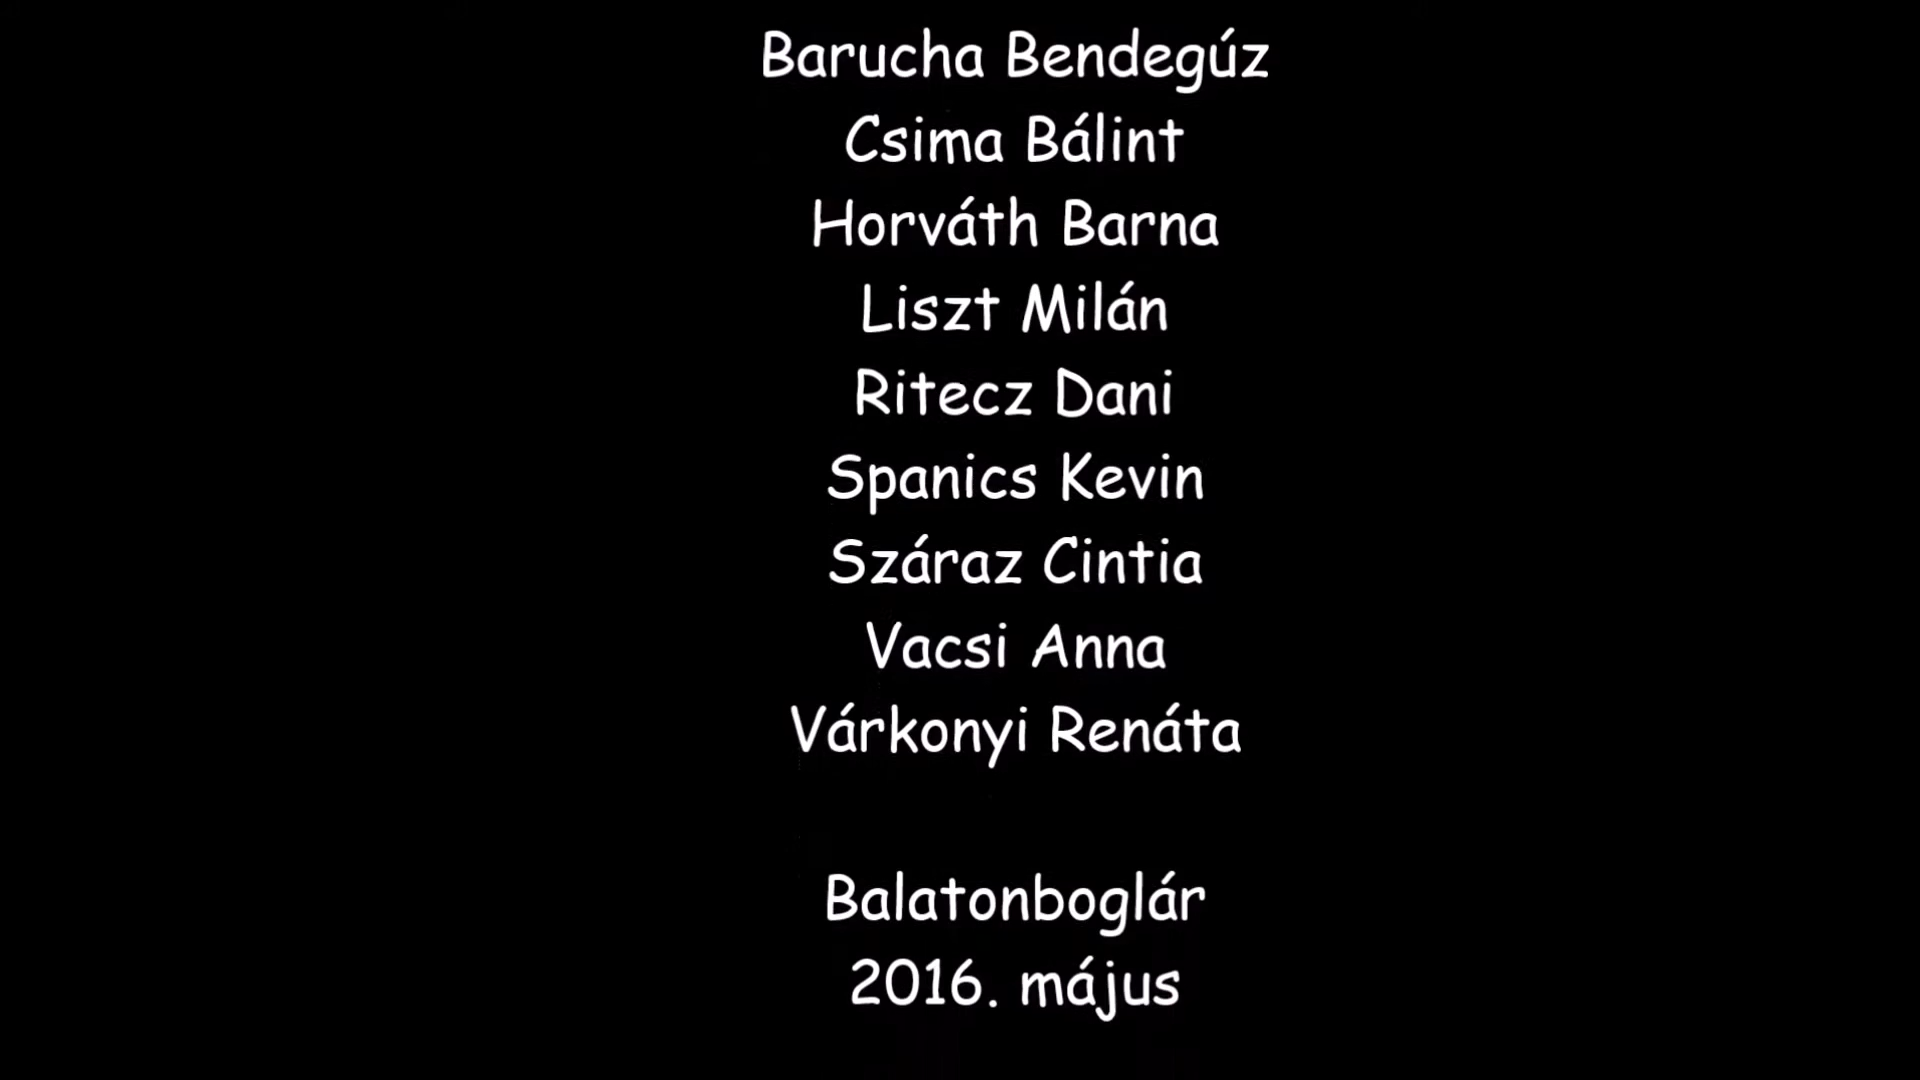 Barucha Bendegúz
Csima Bálint
Horváth Barna
Liszt Milán
Ritecz Dani
Spanics Kevin
Száraz Cintia
Vacsi Anna
Várkonyi Renáta
Balatonboglár
2016. május